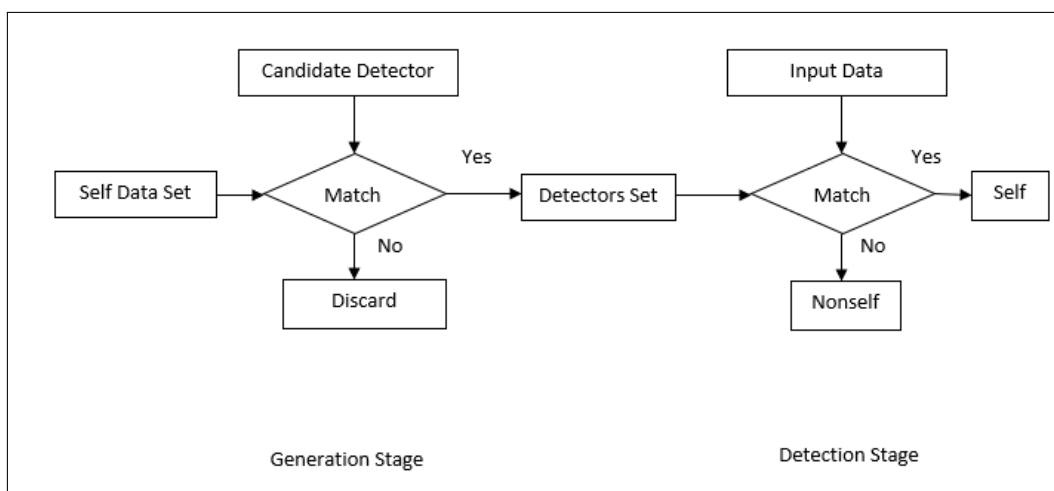 Candidate Detector
Input Data
Yes
Yes
Self Data Set
Match
Detectors Set
Match
Self
No
No
Discard
Nonself
Generation Stage
Detection Stage